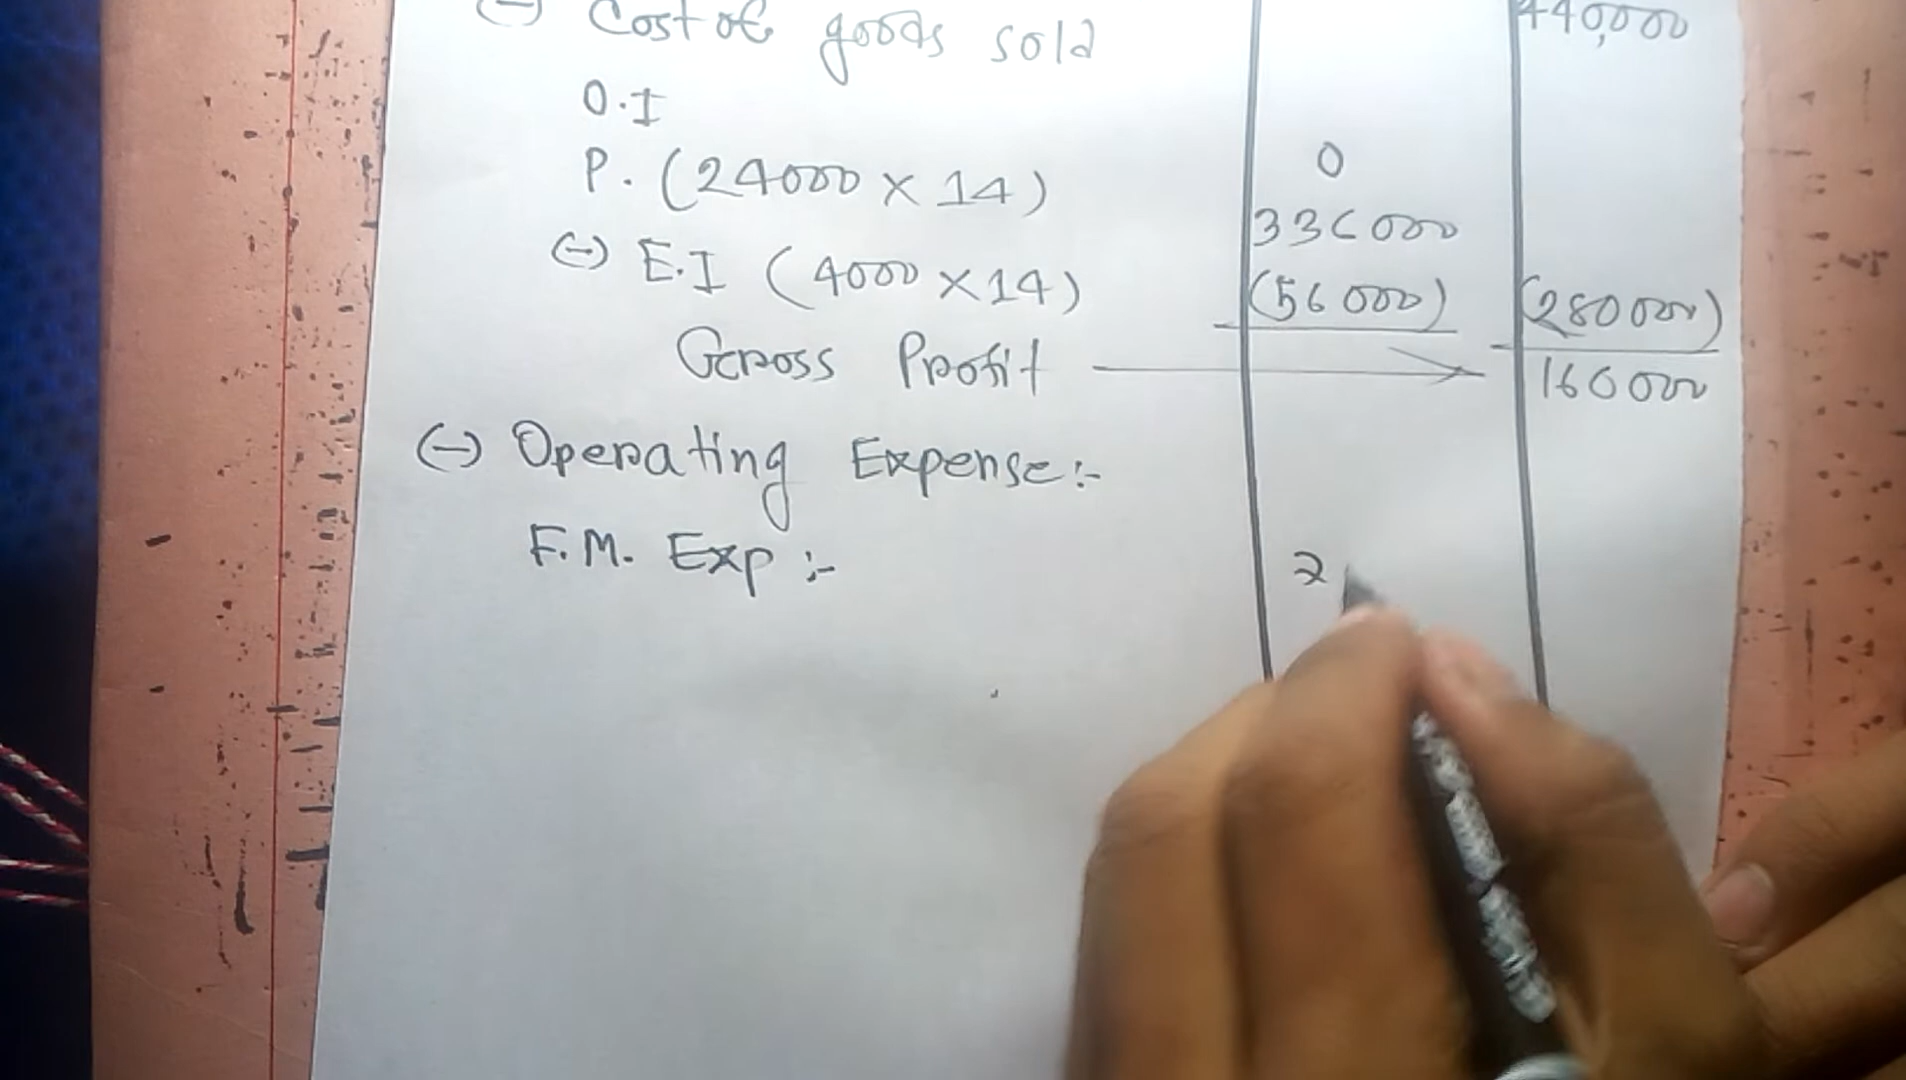 (-) Cost of goods sold 440,000
O.I
P. (24000 × 14) 0
336000
(-) E.I (4000 × 14) (56000) (280000)
Gross Profit 160000
(-) Operating Expense:-
F.M. Exp :- 2